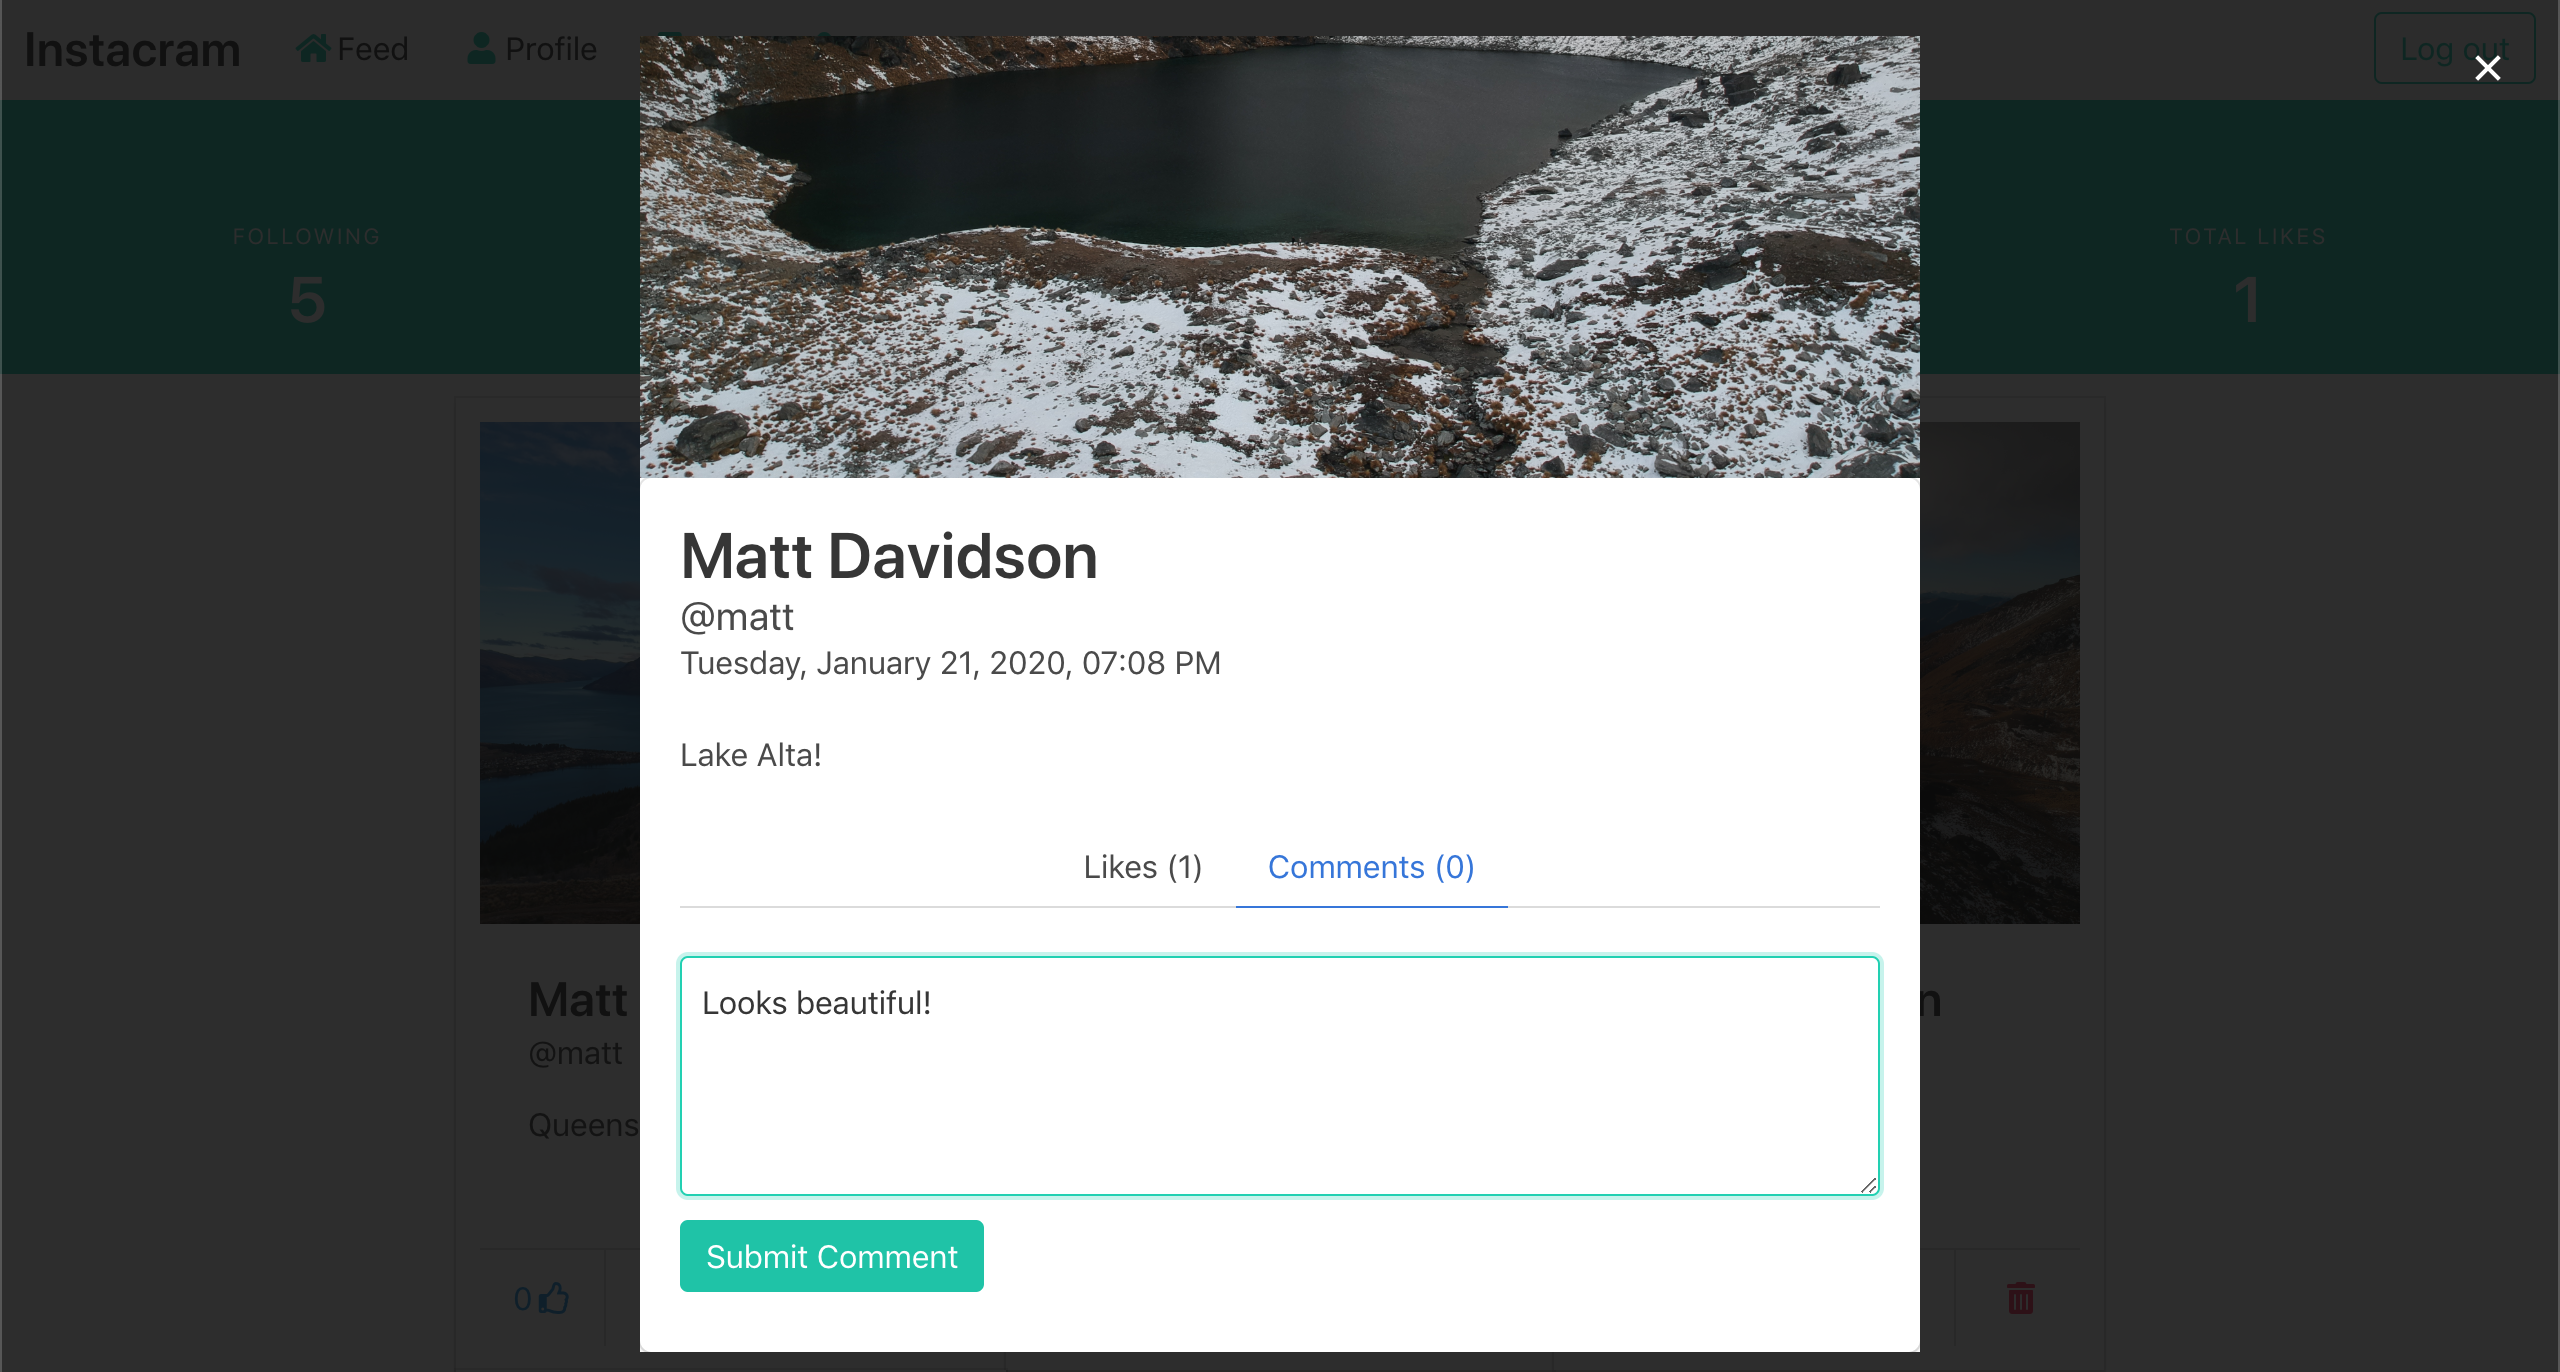 Instacram
Feed
Profile
Log out
FOLLOWING
5
TOTAL LIKES
1
Matt Davidson
@matt
Tuesday, January 21, 2020, 07:08 PM
Lake Alta!
Likes (1)
Comments (0)
Looks beautiful!
Submit Comment
Matt
@matt
0